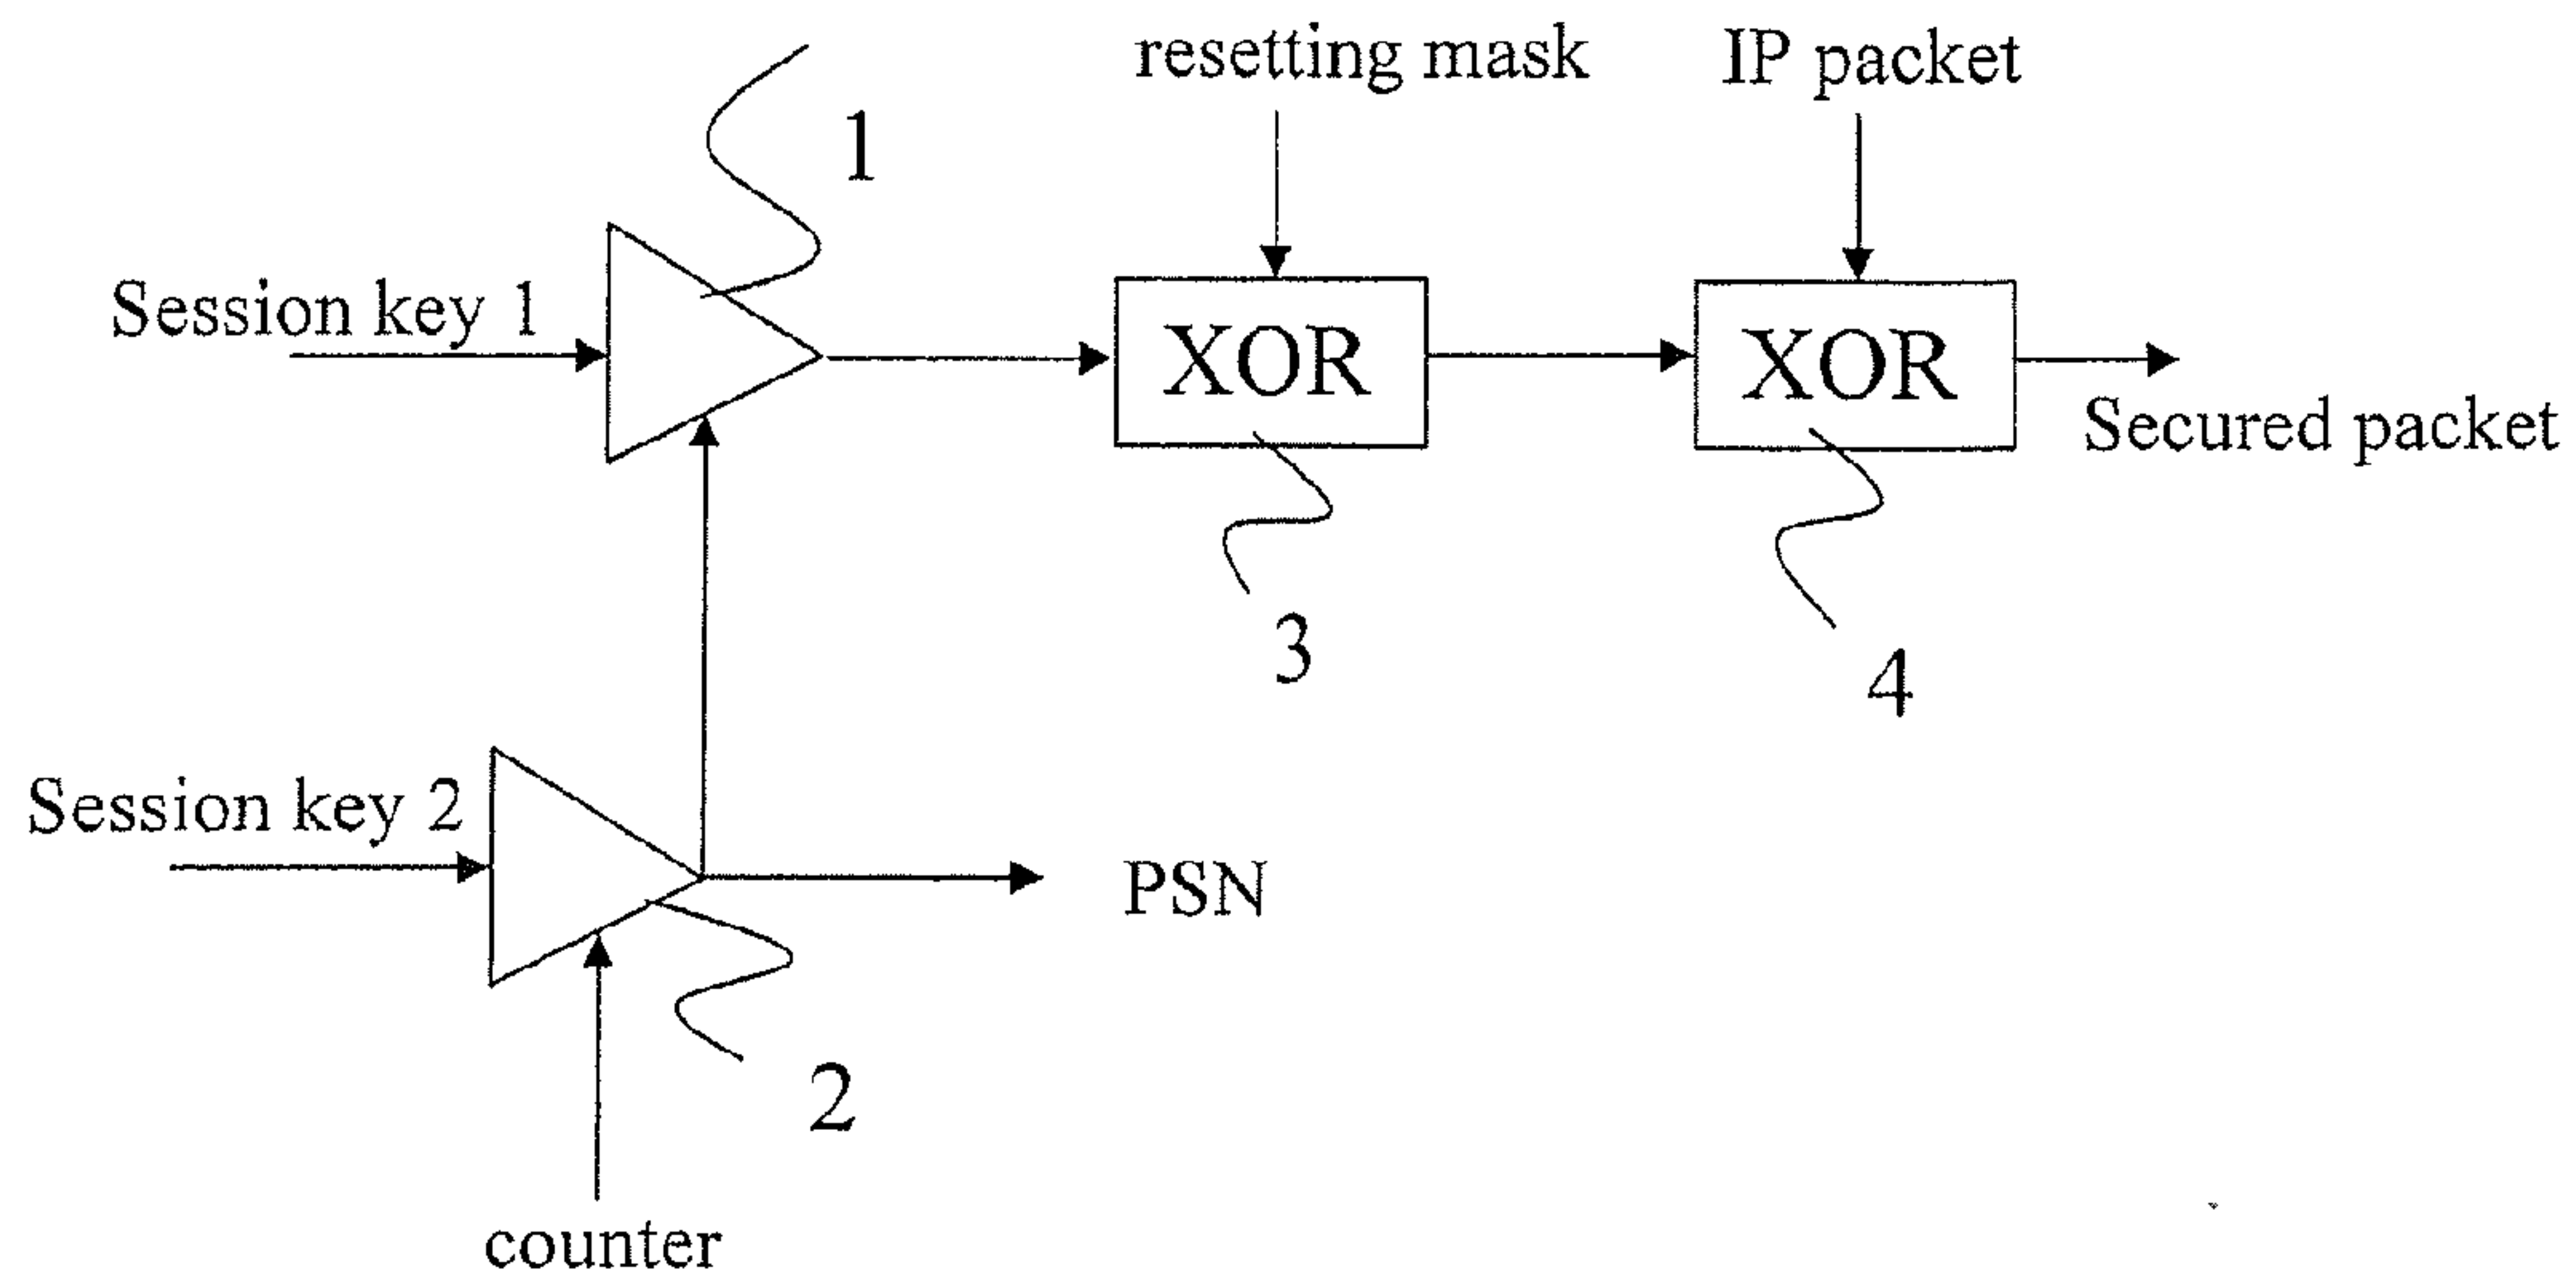 resetting mask
IP packet
1
Session key 1
XOR
XOR
Secured packet
3
4
Session key 2
PSN
2
counter